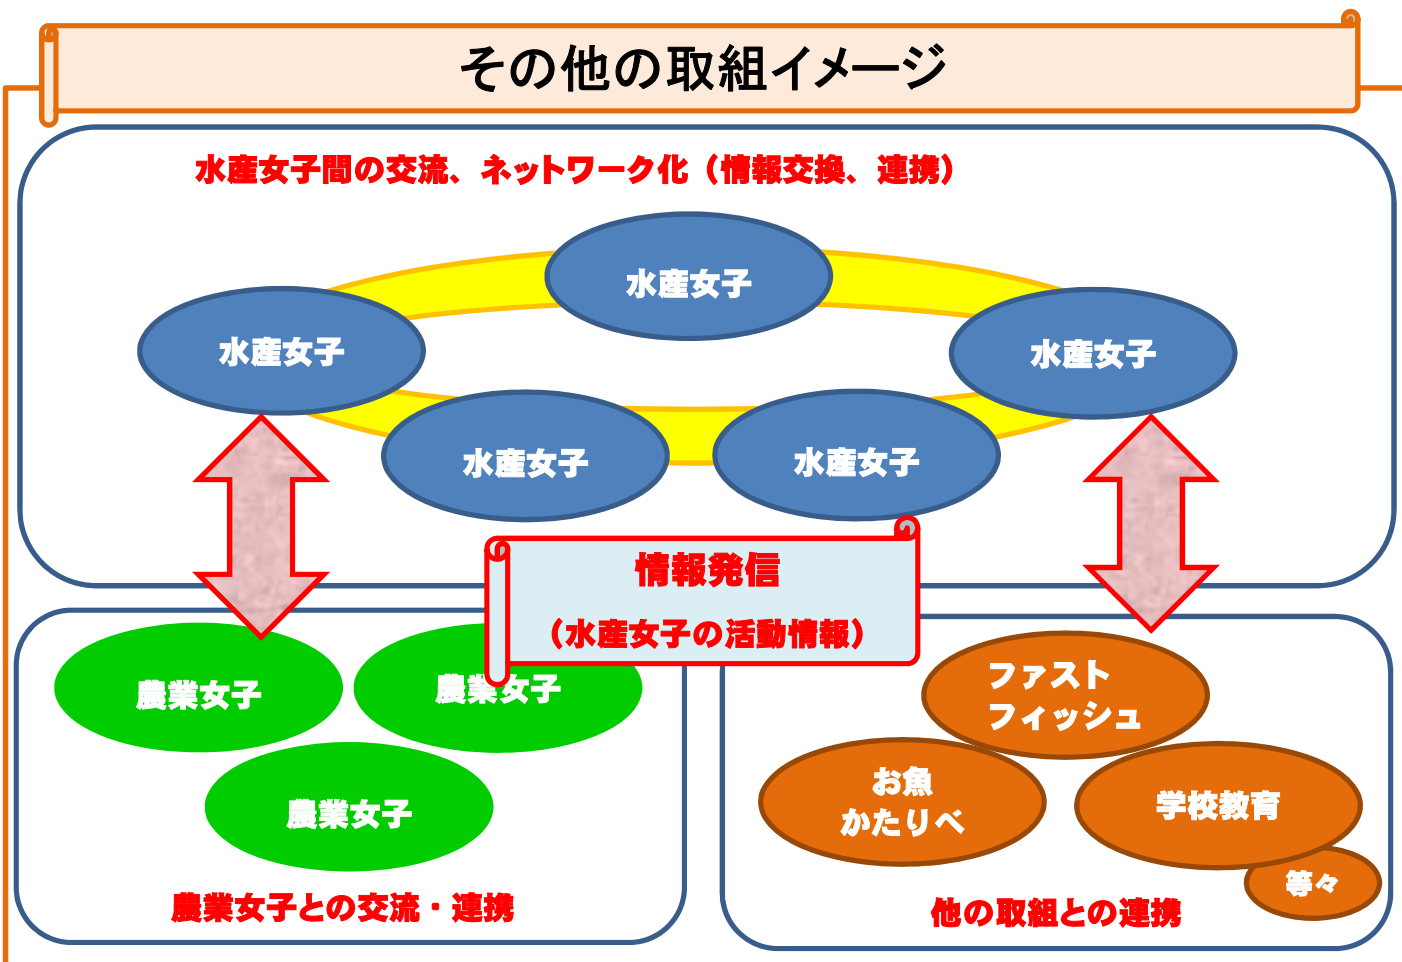 その他の取組イメージ
水産女子間の交流、ネットワーク化（情報交換、連携）
水産女子
水産女子
水産女子
水産女子
水産女子
情報発信
（水産女子の活動情報）
農業女子
農業女子
農業女子
農業女子との交流・連携
ファスト
フィッシュ
お魚
かたりべ
学校教育
等々
他の取組との連携